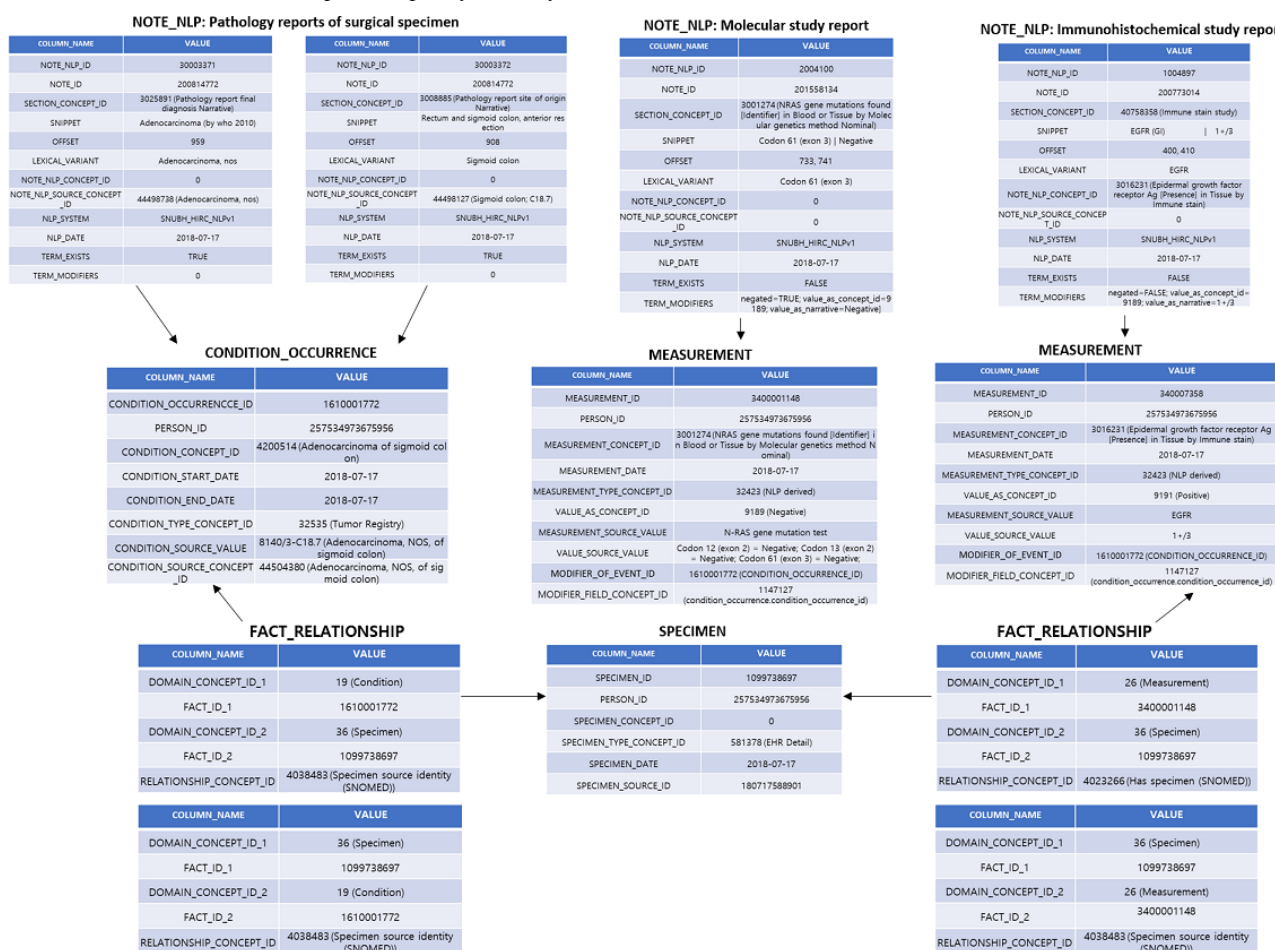 NOTE_NLP: Pathology reports of surgical specimen
COLUMN_NAME VALUE
NOTE_NLP_ID 30003371
NOTE_ID 200814772
SECTION_CONCEPT_ID 3025891 (Pathology report final
diagnosis Narrative)
SNIPPET Adenocarcinoma (by who 2010)
OFFSET 959
LEXICAL_VARIANT Adenocarcinoma, nos
NOTE_NLP_CONCEPT_ID 0
NOTE_NLP_SOURCE_CONCEPT
_ID 44498738 (Adenocarcinoma, nos)
NLP_SYSTEM SNUBH_HIRC_NLPv1
NLP_DATE 2018-07-17
TERM_EXISTS TRUE
TERM_MODIFIERS 0
COLUMN_NAME VALUE
NOTE_NLP_ID 30003372
NOTE_ID 200814772
SECTION_CONCEPT_ID 3008885 (Pathology report site of origin
Narrative)
SNIPPET Rectum and sigmoid colon, anterior res
ection
OFFSET 908
LEXICAL_VARIANT Sigmoid colon
NOTE_NLP_CONCEPT_ID 0
NOTE_NLP_SOURCE_CONCEPT
_ID 44498127 (Sigmoid colon; C18.7)
NLP_SYSTEM SNUBH_HIRC_NLPv1
NLP_DATE 2018-07-17
TERM_EXISTS TRUE
TERM_MODIFIERS 0
NOTE_NLP: Molecular study report
COLUMN_NAME VALUE
NOTE_NLP_ID 2004100
NOTE_ID 201558134
SECTION_CONCEPT_ID 3001274 (NRAS gene mutations found
[Identifier] in Blood or Tissue by Molec
ular genetics method Nominal)
SNIPPET Codon 61 (exon 3) | Negative
OFFSET 733, 741
LEXICAL_VARIANT Codon 61 (exon 3)
NOTE_NLP_CONCEPT_ID 0
NOTE_NLP_SOURCE_CONCEPT
_ID 0
NLP_SYSTEM SNUBH_HIRC_NLPv1
NLP_DATE 2018-07-17
TERM_EXISTS FALSE
TERM_MODIFIERS negated=TRUE; value_as_concept_id=9
189; value_as_narrative=Negative)
NOTE_NLP: Immunohistochemical study repor
COLUMN_NAME VALUE
NOTE_NLP_ID 1004897
NOTE_ID 200773014
SECTION_CONCEPT_ID 40758358 (Immune stain study)
SNIPPET EGFR (GI) | 1+/3
OFFSET 400, 410
LEXICAL_VARIANT EGFR
NOTE_NLP_CONCEPT_ID 3016231 (Epidermal growth factor
receptor Ag [Presence] in Tissue by
Immune stain)
NOTE_NLP_SOURCE_CONCEP
T_ID 0
NLP_SYSTEM SNUBH_HIRC_NLPv1
NLP_DATE 2018-07-17
TERM_EXISTS FALSE
TERM_MODIFIERS negated=FALSE; value_as_concept_id=
9189; value_as_narrative=1+/3
CONDITION_OCCURRENCE
COLUMN_NAME VALUE
CONDITION_OCCURRENCCE_ID 1610001772
PERSON_ID 257534973675956
CONDITION_CONCEPT_ID 4200514 (Adenocarcinoma of sigmoid col
on)
CONDITION_START_DATE 2018-07-17
CONDITION_END_DATE 2018-07-17
CONDITION_TYPE_CONCEPT_ID 32535 (Tumor Registry)
CONDITION_SOURCE_VALUE 8140/3-C18.7 (Adenocarcinoma, NOS, of
sigmoid colon)
CONDITION_SOURCE_CONCEPT
_ID 44504380 (Adenocarcinoma, NOS, of sig
moid colon)
MEASUREMENT
COLUMN_NAME VALUE
MEASUREMENT_ID 3400001148
PERSON_ID 257534973675956
MEASUREMENT_CONCEPT_ID 3001274 (NRAS gene mutations found [Identifier] i
n Blood or Tissue by Molecular genetics method N
ominal)
MEASUREMENT_DATE 2018-07-17
MEASUREMENT_TYPE_CONCEPT_ID 32423 (NLP derived)
VALUE_AS_CONCEPT_ID 9189 (Negative)
MEASUREMENT_SOURCE_VALUE N-RAS gene mutation test
VALUE_SOURCE_VALUE Codon 12 (exon 2) = Negative; Codon 13 (exon 2)
= Negative; Codon 61 (exon 3) = Negative;
MODIFIER_OF_EVENT_ID 1610001772 (CONDITION_OCCURRENCE_ID)
MODIFIER_FIELD_CONCEPT_ID 1147127
(condition_occurrence.condition_occurrence_id)
MEASUREMENT
COLUMN_NAME VALUE
MEASUREMENT_ID 340007358
PERSON_ID 257534973675956
MEASUREMENT_CONCEPT_ID 3016231 (Epidermal growth factor receptor Ag
[Presence] in Tissue by Immune stain)
MEASUREMENT_DATE 2018-07-17
MEASUREMENT_TYPE_CONCEPT_ID 32423 (NLP derived)
VALUE_AS_CONCEPT_ID 9191 (Positive)
MEASUREMENT_SOURCE_VALUE EGFR
VALUE_SOURCE_VALUE 1+/3
MODIFIER_OF_EVENT_ID 1610001772 (CONDITION_OCCURRENCE_ID)
MODIFIER_FIELD_CONCEPT_ID 1147127
(condition_occurrence.condition_occurrence_id)
FACT_RELATIONSHIP
COLUMN_NAME VALUE
DOMAIN_CONCEPT_ID_1 19 (Condition)
FACT_ID_1 1610001772
DOMAIN_CONCEPT_ID_2 36 (Specimen)
FACT_ID_2 1099738697
RELATIONSHIP_CONCEPT_ID 4038483 (Specimen source identity
(SNOMED))
COLUMN_NAME VALUE
DOMAIN_CONCEPT_ID_1 36 (Specimen)
FACT_ID_1 1099738697
DOMAIN_CONCEPT_ID_2 19 (Condition)
FACT_ID_2 1610001772
RELATIONSHIP_CONCEPT_ID 4038483 (Specimen source identity
(SNOMED))
SPECIMEN
COLUMN_NAME VALUE
SPECIMEN_ID 1099738697
PERSON_ID 257534973675956
SPECIMEN_CONCEPT_ID 0
SPECIMEN_TYPE_CONCEPT_ID 581378 (EHR Detail)
SPECIMEN_DATE 2018-07-17
SPECIMEN_SOURCE_ID 180717588901
FACT_RELATIONSHIP
COLUMN_NAME VALUE
DOMAIN_CONCEPT_ID_1 26 (Measurement)
FACT_ID_1 3400001148
DOMAIN_CONCEPT_ID_2 36 (Specimen)
FACT_ID_2 1099738697
RELATIONSHIP_CONCEPT_ID 4023266 (Has specimen (SNOMED))
COLUMN_NAME VALUE
DOMAIN_CONCEPT_ID_1 36 (Specimen)
FACT_ID_1 1099738697
DOMAIN_CONCEPT_ID_2 26 (Measurement)
FACT_ID_2 3400001148
RELATIONSHIP_CONCEPT_ID 4038483 (Specimen source identity
(SNOMED))